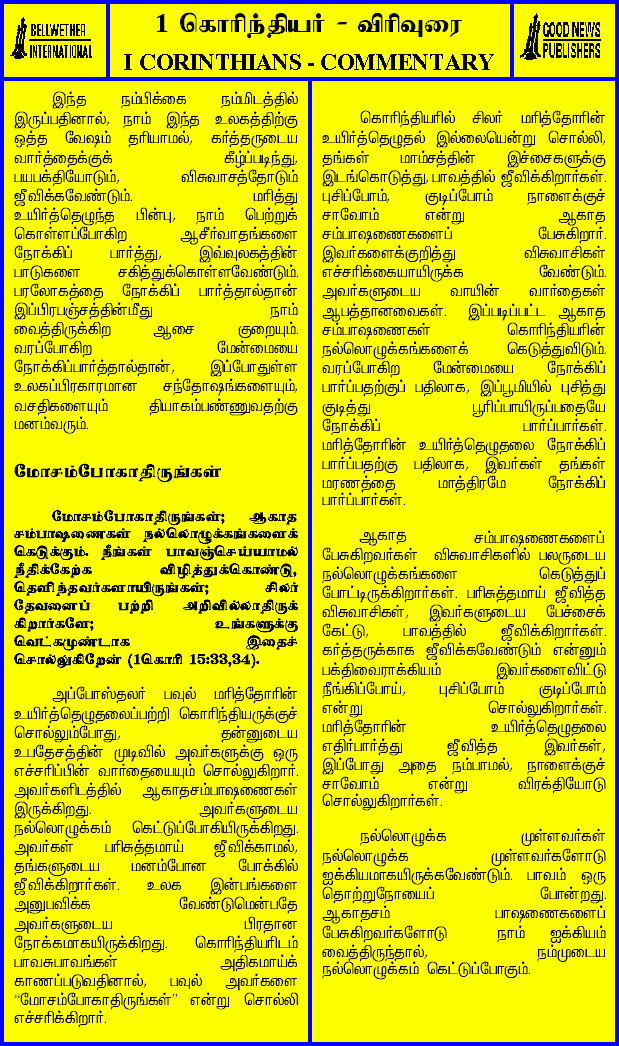 BELLWETHER
INTERNATIONAL
1 கொரிந்தியர் - விரிவுரை
I CORINTHIANS - COMMENTARY
GOOD NEWS
PUBLISHERS
இந்த நம்பிக்கை நம்மிடத்தில்
இருப்பதினால், நாம் இந்த உலகத்திற்கு
ஒத்த வேஷம் தரியாமல், கர்த்தருடைய
வார்த்தைக்குக் கீழ்ப்படிந்து,
பயபக்தியோடும், விசுவாசத்தோடும்
ஜீவிக்கவேண்டும். மரித்து
உயிர்த்தெழுந்த பின்பு, நாம் பெற்றுக்
கொள்ளப்போகிற ஆசீர்வாதங்களை
நோக்கிப் பார்த்து, இவ்வுலகத்தின்
பாடுகளை சகித்துக்கொள்ளவேண்டும்.
பரலோகத்தை நோக்கிப் பார்த்தால்தான்
இப்பிரபஞ்சத்தின்மீது நாம்
வைத்திருக்கிற ஆசை குறையும்.
வரப்போகிற மேன்மையை
நோக்கிப்பார்த்தால்தான், இப்போதுள்ள
உலகப்பிரகாரமான சந்தோஷங்களையும்,
வசதிகளையும் தியாகம்பண்ணுவதற்கு
மனம்வரும்.
மோசம்போகாதிருங்கள்
மோசம்போகாதிருங்கள்; ஆகாத
சம்பாஷணைகள் நல்லொழுக்கங்களைக்
கெடுக்கும். நீங்கள் பாவஞ்செய்யாமல்
நீதிக்கேற்க விழித்துக்கொண்டு,
தெளிந்தவர்களாயிருங்கள்; சிலர்
தேவனைப் பற்றி அறிவில்லாதிருக்
கிறார்களே; உங்களுக்கு
வெட்கமுண்டாக இதைச்
சொல்லுகிறேன் (1கொரி 15:33,34).
அப்போஸ்தலர் பவுல் மரித்தோரின்
உயிர்த்தெழுதலைப்பற்றி கொரிந்தியருக்குச்
சொல்லும்போது, தன்னுடைய
உபதேசத்தின் முடிவில் அவர்களுக்கு ஒரு
எச்சரிப்பின் வார்தையையும் சொல்லுகிறார்.
அவர்களிடத்தில் ஆகாதசம்பாஷணைகள்
இருக்கிறது. அவர்களுடைய
நல்லொழுக்கம் கெட்டுப்போகியிருக்கிறது.
அவர்கள் பரிசுத்தமாய் ஜீவிக்காமல்,
தங்களுடைய மனம்போன போக்கில்
ஜீவிக்கிறார்கள். உலக இன்பங்களை
அனுபவிக்க வேண்டுமென்பதே
அவர்களுடைய பிரதான
நோக்கமாகயிருக்கிறது. கொரிந்தியரிடம்
பாவசுபாவங்கள் அதிகமாய்க்
காணப்படுவதினால், பவுல் அவர்களை
“மோசம்போகாதிருங்கள்” என்று சொல்லி
எச்சரிக்கிறார்.
கொரிந்தியரில் சிலர் மரித்தோரின்
உயிர்த்தெழுதல் இல்லையென்று சொல்லி,
தங்கள் மாம்சத்தின் இச்சைகளுக்கு
இடங்கொடுத்து, பாவத்தில் ஜீவிக்கிறார்கள்.
புசிப்போம், குடிப்போம் நாளைக்குச்
சாவோம் என்று ஆகாத
சம்பாஷணைகளைப் பேசுகிறார்.
இவர்களைக்குறித்து விசுவாசிகள்
எச்சரிக்கையாயிருக்க வேண்டும்.
அவர்களுடைய வாயின் வார்தைகள்
ஆபத்தானவைகள். இப்படிப்பட்ட ஆகாத
சம்பாஷணைகள் கொரிந்தியரின்
நல்லொழுக்கங்களைக் கெடுத்துவிடும்.
வரப்போகிற மேன்மையை நோக்கிப்
பார்ப்பதற்குப் பதிலாக, இப்பூமியில் புசித்து
குடித்து பூரிப்பாயிருப்பதையே
நோக்கிப் பார்ப்பார்கள்.
மரித்தோரின் உயிர்த்தெழுதலை நோக்கிப்
பார்ப்பதற்கு பதிலாக, இவர்கள் தங்கள்
மரணத்தை மாத்திரமே நோக்கிப்
பார்ப்பார்கள்.
ஆகாத சம்பாஷணைகளைப்
பேசுகிறவர்கள் விசுவாசிகளில் பலருடைய
நல்லொழுக்கங்களை கெடுத்துப்
போட்டிருக்கிறார்கள். பரிசுத்தமாய் ஜீவித்த
விசுவாசிகள், இவர்களுடைய பேச்சைக்
கேட்டு, பாவத்தில் ஜீவிக்கிறார்கள்.
கர்த்தருக்காக ஜீவிக்கவேண்டும் என்னும்
பக்திவைராக்கியம் இவர்களைவிட்டு
நீங்கிப்போய், புசிப்போம் குடிப்போம்
என்று சொல்லுகிறார்கள்.
மரித்தோரின் உயிர்த்தெழுதலை
எதிர்பார்த்து ஜீவித்த இவர்கள்,
இப்போது அதை நம்பாமல், நாளைக்குச்
சாவோம் என்று விரக்தியோடு
சொல்லுகிறார்கள்.
நல்லொழுக்க முள்ளவர்கள்
நல்லொழுக்க முள்ளவர்களோடு
ஐக்கியமாகயிருக்கவேண்டும். பாவம் ஒரு
தொற்றுநோயைப் போன்றது.
ஆகாதசம் பாஷணைகளைப்
பேசுகிறவர்களோடு நாம் ஐக்கியம்
வைத்திருந்தால், நம்முடைய
நல்லொழுக்கம் கெட்டுப்போகும்.